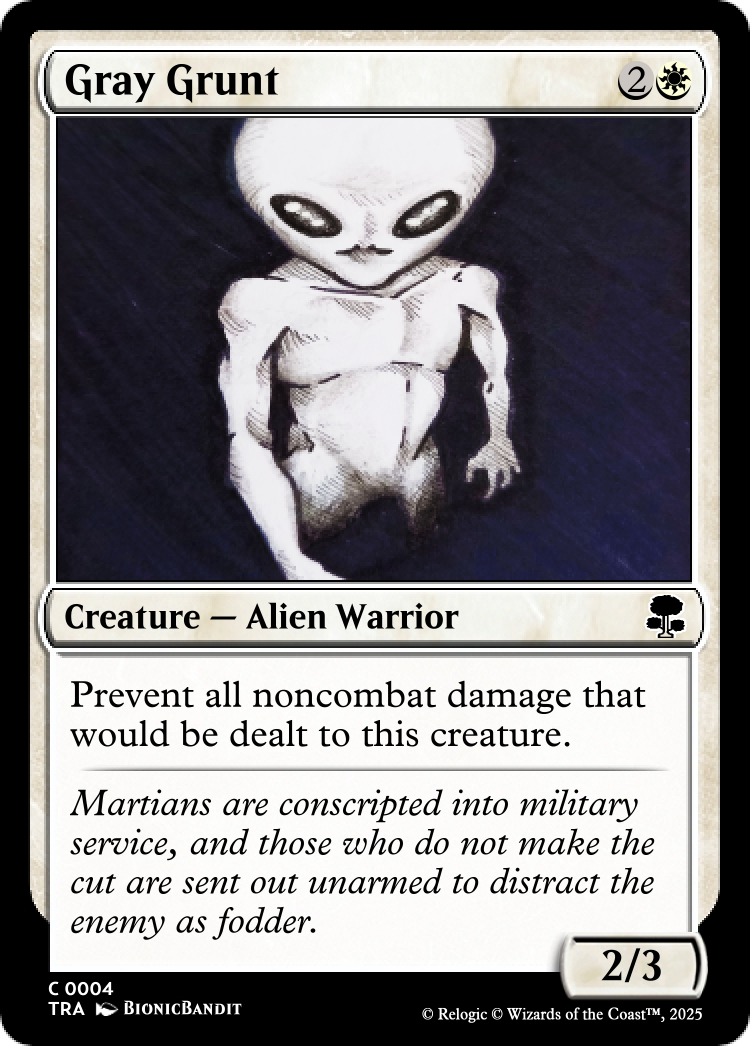 Gray Grunt 2
Creature — Alien Warrior
Prevent all noncombat damage that
would be dealt to this creature.
Martians are conscripted into military
service, and those who do not make the
cut are sent out unarmed to distract the
enemy as fodder.
2/3
C 0004
TRA BionicBandit
© Relogic © Wizards of the Coast™, 2025